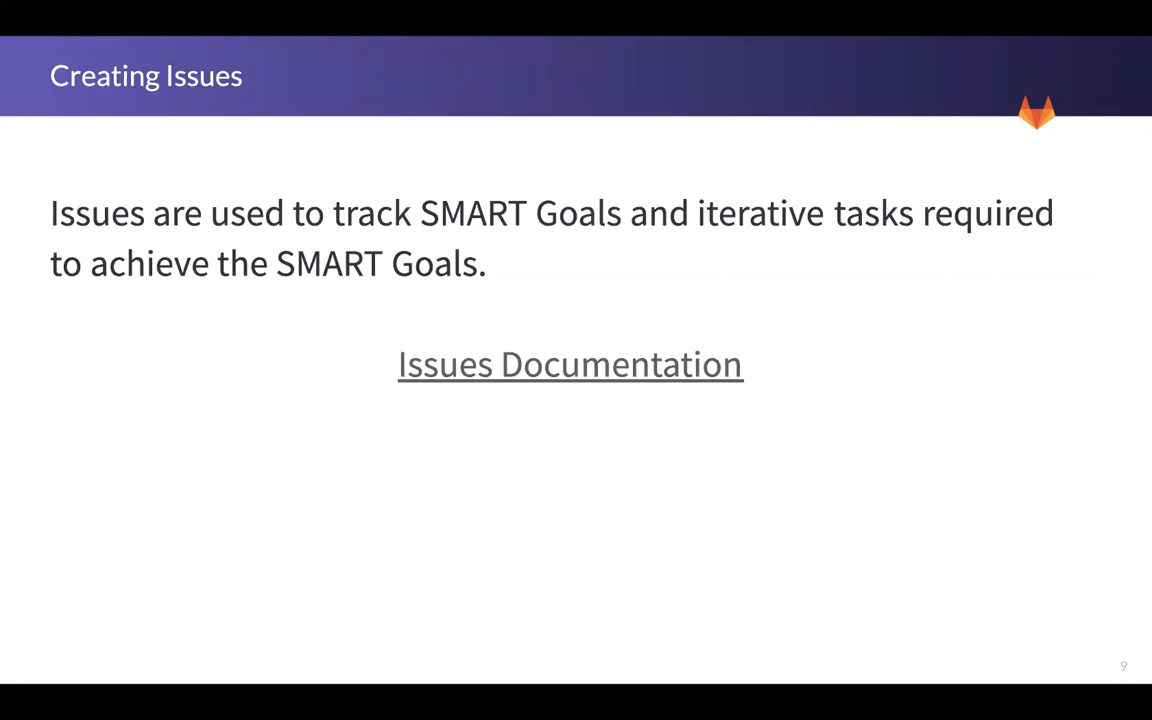 Creating Issues
Issues are used to track SMART Goals and iterative tasks required
to achieve the SMART Goals.
Issues Documentation
9